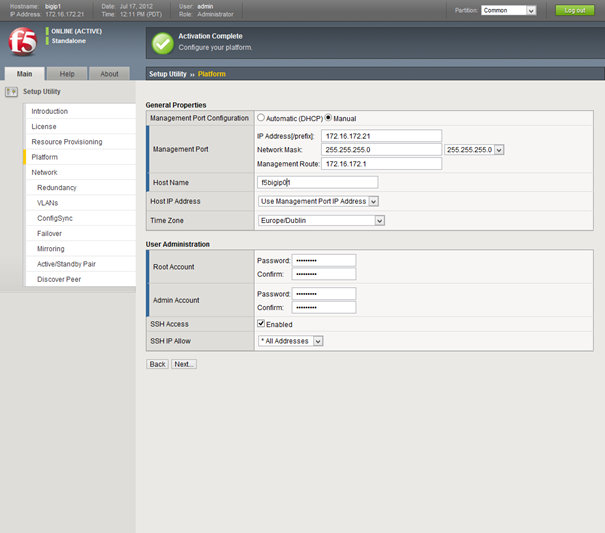 Hostname: bigip1 Date: Jul 17, 2012 User: admin
IP Address: 172.16.172.21 Time: 12:11 PM (PDT) Role: Administrator
Partition: Common Log out
f5
ONLINE (ACTIVE)
Standalone
Activation Complete
Configure your platform.
Main Help About
Setup Utility » Platform
Setup Utility
Introduction
License
Resource Provisioning
Platform
Network
Redundancy
VLANs
ConfigSync
Failover
Mirroring
Active/Standby Pair
Discover Peer
General Properties
Management Port Configuration Automatic (DHCP) Manual
Management Port
IP Address[/prefix]: 172.16.172.21
Network Mask: 255.255.255.0 255.255.255.0
Management Route: 172.16.172.1
Host Name f5bigip01
Host IP Address Use Management Port IP Address
Time Zone Europe/Dublin
User Administration
Root Account
Password: •••••••••
Confirm: •••••••••
Admin Account
Password: •••••••••
Confirm: •••••••••
SSH Access Enabled
SSH IP Allow * All Addresses
Back Next...